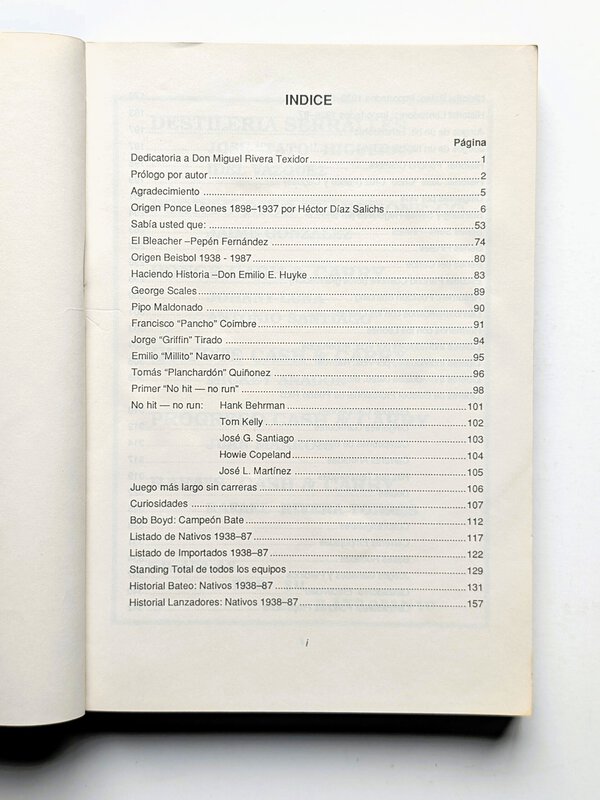 INDICE
Página
Dedicatoria a Don Miguel Rivera Texidor 1
Prólogo por autor 2
Agradecimiento 5
Origen Ponce Leones 1898–1937 por Héctor Díaz Salichs 6
Sabía usted que: 53
El Bleacher –Pepén Fernández 74
Origen Beisbol 1938 - 1987 80
Haciendo Historia –Don Emilio E. Huyke 83
George Scales 89
Pipo Maldonado 90
Francisco “Pancho” Coimbre 91
Jorge “Griffin” Tirado 94
Emilio “Millito” Navarro 95
Tomás “Planchardón” Quiñonez 96
Primer “No hit — no run” 98
No hit — no run: Hank Behrman 101
Tom Kelly 102
José G. Santiago 103
Howie Copeland 104
José L. Martínez 105
Juego más largo sin carreras 106
Curiosidades 107
Bob Boyd: Campeón Bate 112
Listado de Nativos 1938–87 117
Listado de Importados 1938–87 122
Standing Total de todos los equipos 129
Historial Bateo: Nativos 1938–87 131
Historial Lanzadores: Nativos 1938–87 157
i